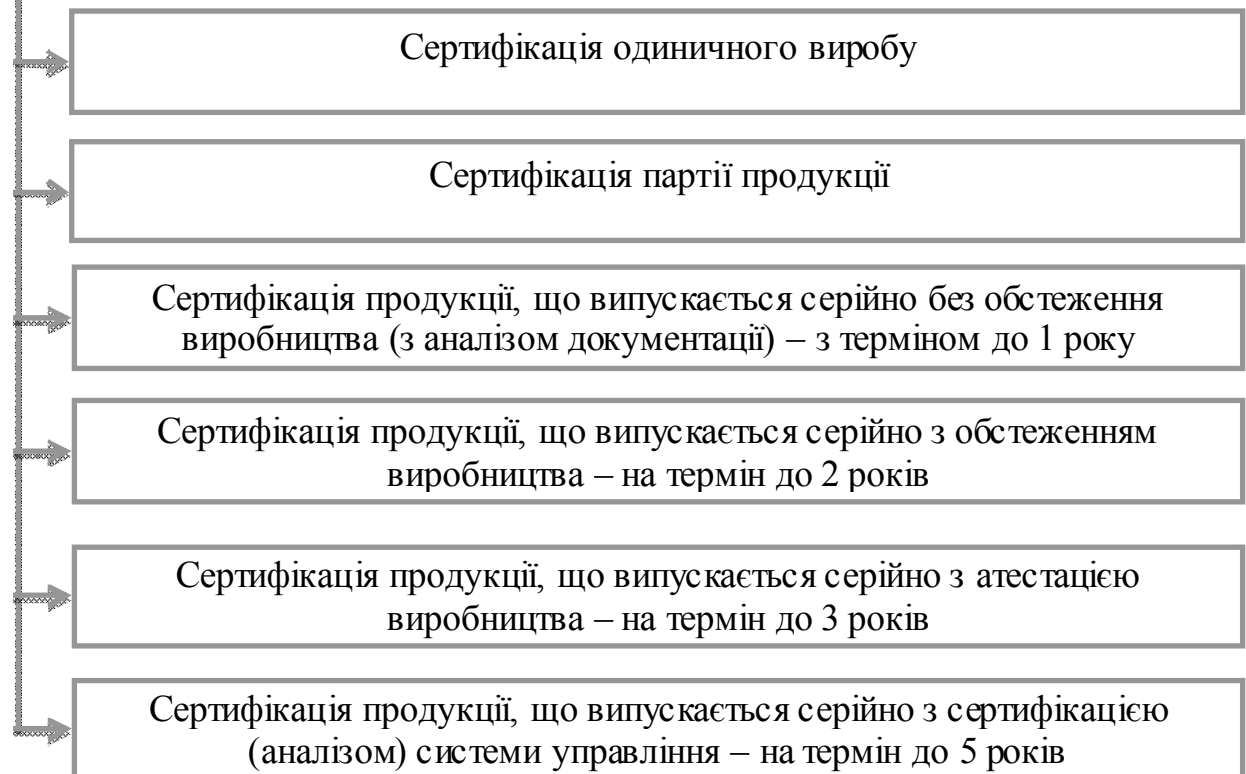 Сертифікація одиничного виробу
Сертифікація партії продукції
Сертифікація продукції, що випускається серійно без обстеження
виробництва (з аналізом документації) – з терміном до 1 року
Сертифікація продукції, що випускається серійно з обстеженням
виробництва – на термін до 2 років
Сертифікація продукції, що випускається серійно з атестацією
виробництва – на термін до 3 років
Сертифікація продукції, що випускається серійно з сертифікацією
(аналізом) системи управління – на термін до 5 років